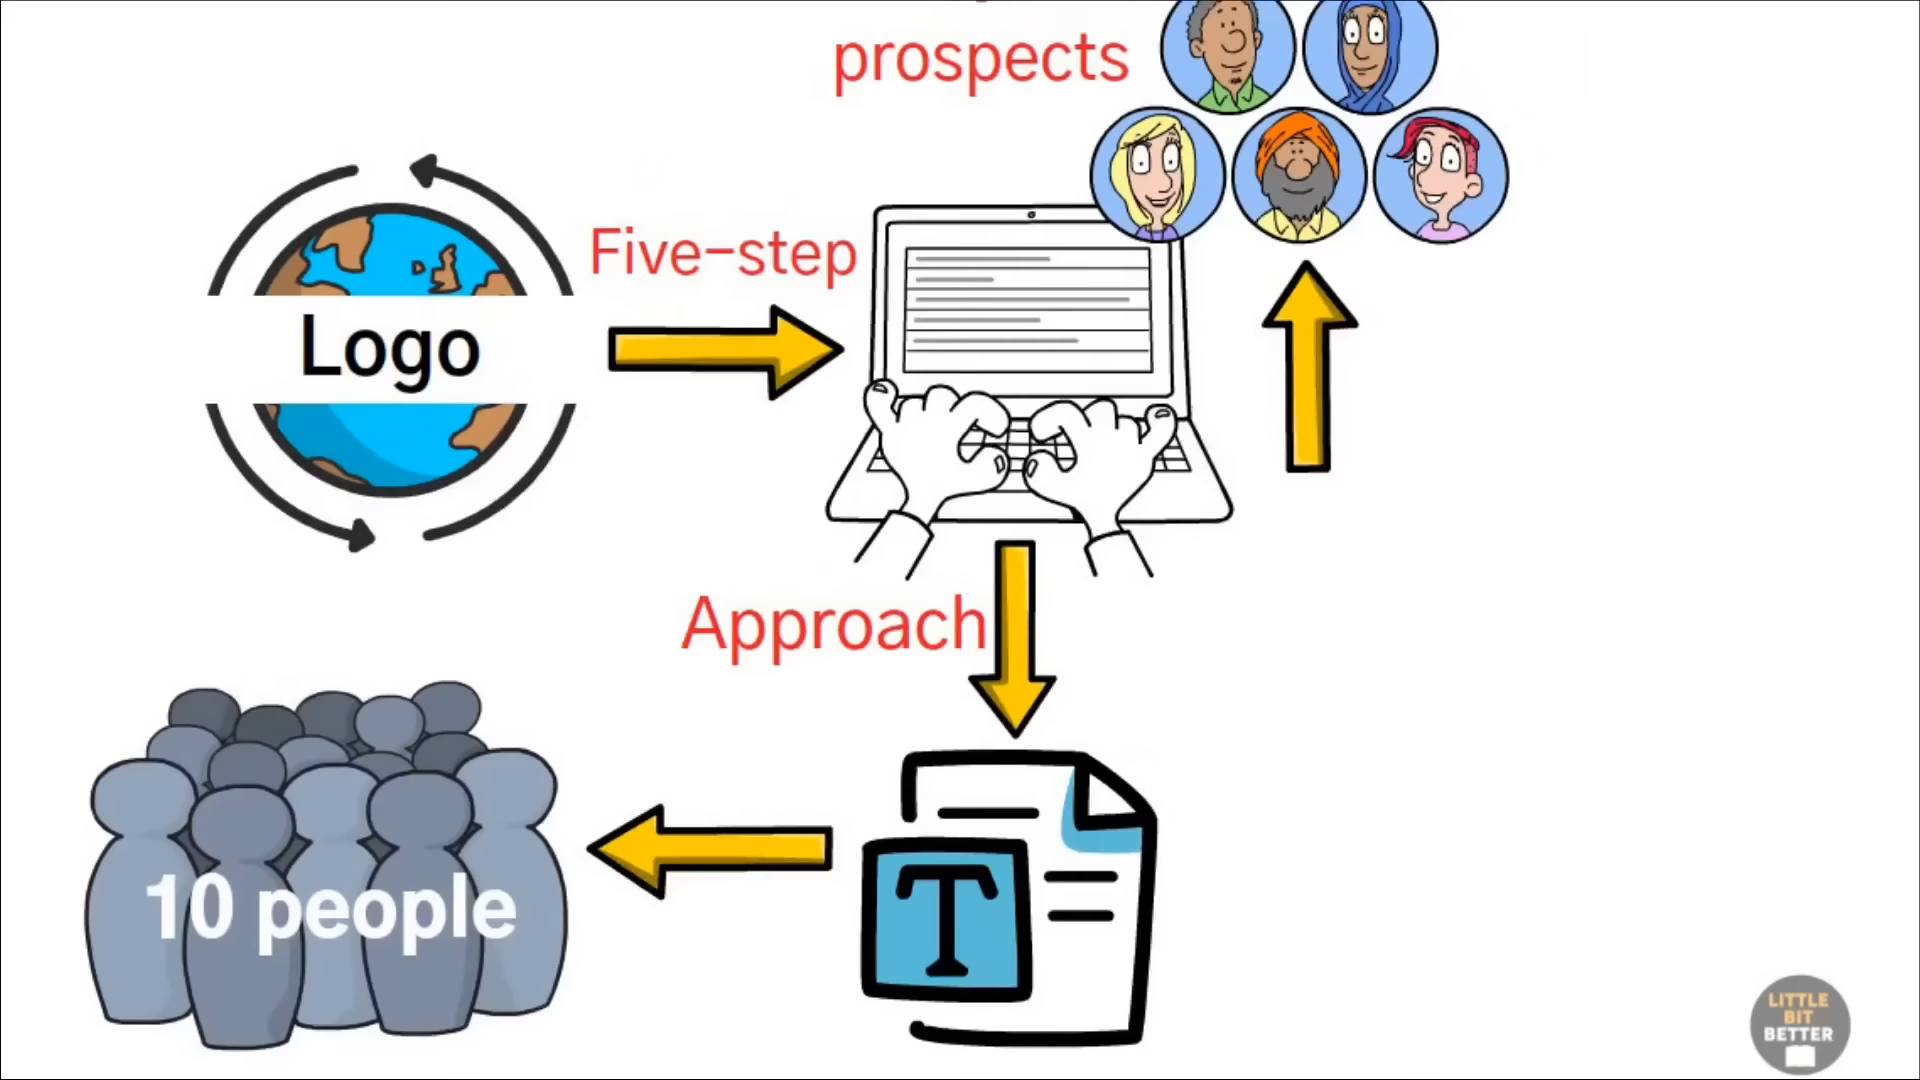 prospects
Five-step
Logo
Approach
10 people
T
LITTLE
BIT
BETTER